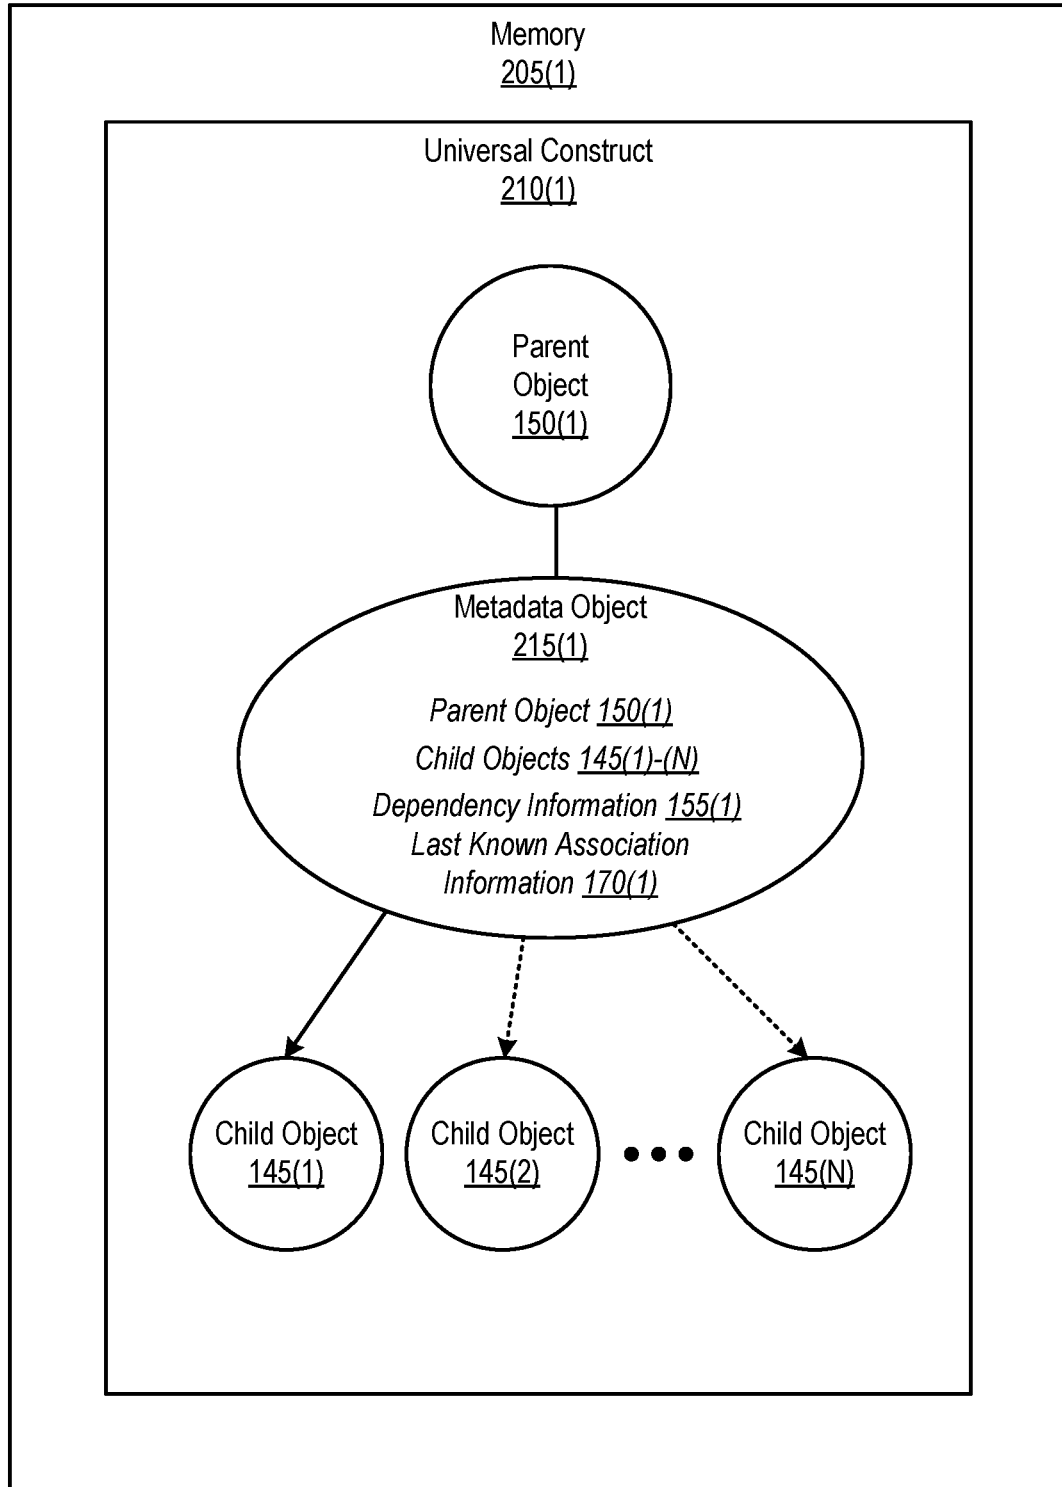 Memory
205(1)
Universal Construct
210(1)
Parent
Object
150(1)
Metadada Object
215(1)
Parent Object 150(1)
Child Objects 145(1)-(N)
Dependency Information 155(1)
Last Known Association
Information 170(1)
Child Object
145(1)
Child Object
145(2)
Child Object
145(N)